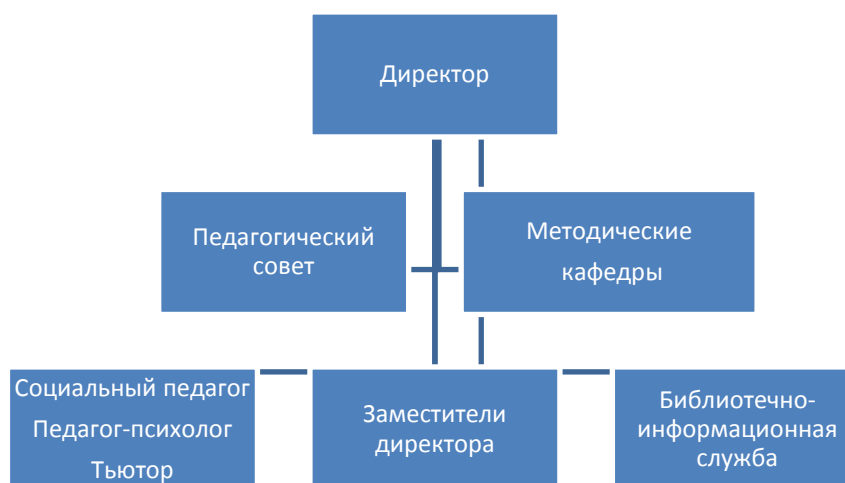 Директор
Педагогический
совет
Методические
кафедры
Социальный педагог
Педагог-психолог
Тьютор
Заместители
директора
Библиотечно-
информационная
служба